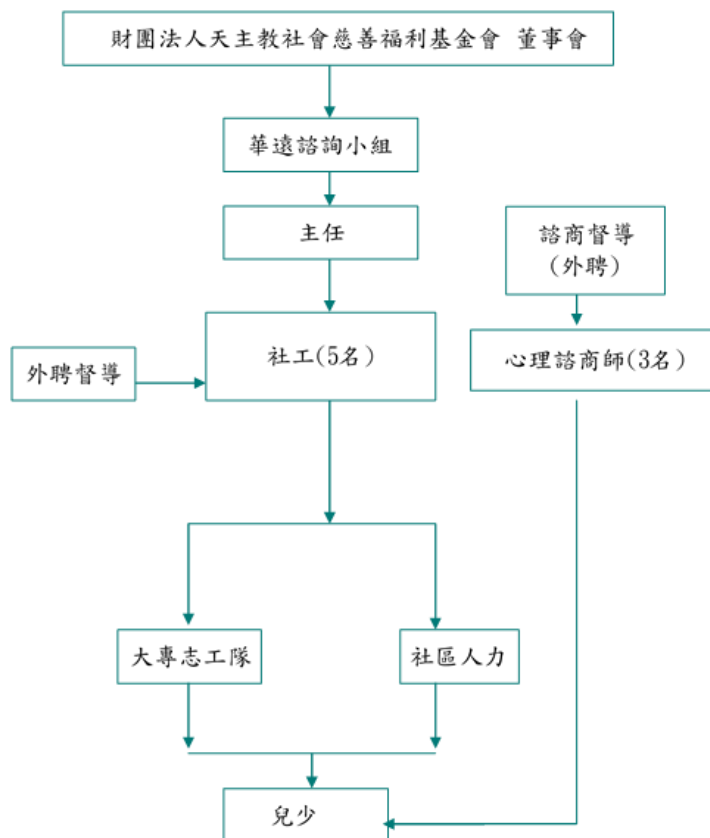 財團法人天主教社會慈善福利基金會 董事會
華遠諮詢小組
主任
諮商督導
(外聘)
社工(5名)
外聘督導
心理諮商師(3名)
大專志工隊
社區人力
兒少